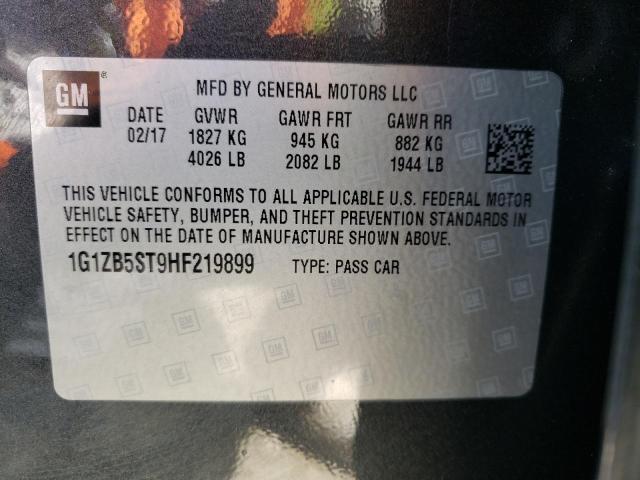 GM ®
MFD BY GENERAL MOTORS LLC
DATE GVWR GAWR FRT GAWR RR
02/17 1827 KG 945 KG 882 KG
4026 LB 2082 LB 1944 LB
THIS VEHICLE CONFORMS TO ALL APPLICABLE U.S. FEDERAL MOTOR
VEHICLE SAFETY, BUMPER, AND THEFT PREVENTION STANDARDS IN
EFFECT ON THE DATE OF MANUFACTURE SHOWN ABOVE.
1G1ZB5ST9HF219899 TYPE: PASS CAR